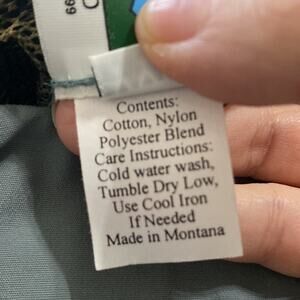 99
Contents:
Cotton, Nylon
Polyester Blend
Care Instructions:
Cold water wash,
Tumble Dry Low,
Use Cool Iron
If Needed
Made in Montana